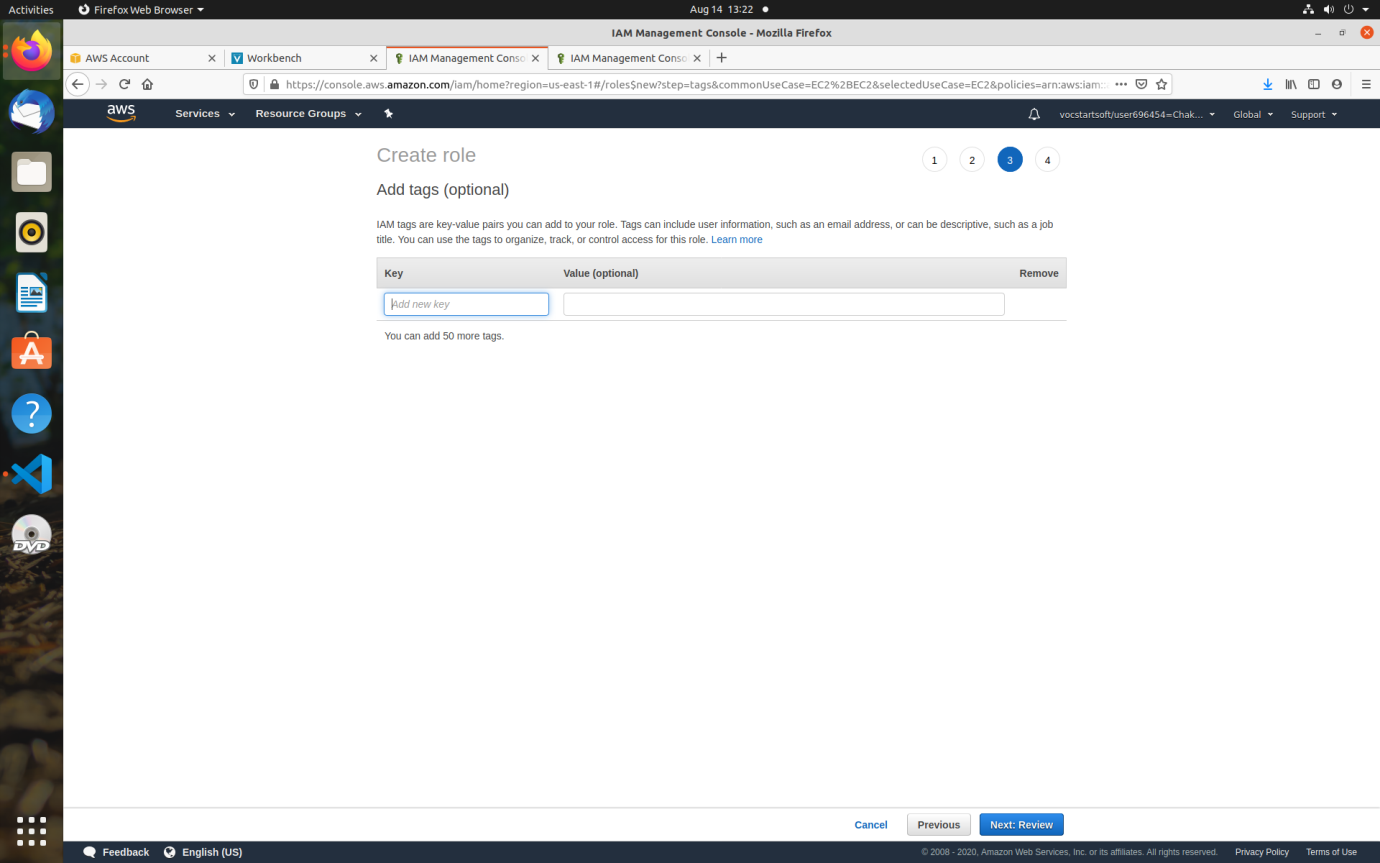 Activities
Firefox Web Browser
Aug 14 13:22
IAM Management Console - Mozilla Firefox
AWS Account
Workbench
IAM Management Conso
IAM Management Conso
https://console.aws.amazon.com/iam/home?region=us-east-1#/roles$new?step=tags&commonUseCase=EC2%2BEC2&selectedUseCase=EC2&policies=arn:aws:iam::
aws
Services
Resource Groups
vocstartsoft/user696454=Chak...
Global
Support
Create role
1 2 3 4
Add tags (optional)
IAM tags are key-value pairs you can add to your role. Tags can include user information, such as an email address, or can be descriptive, such as a job
title. You can use the tags to organize, track, or control access for this role. Learn more
Key Value (optional) Remove
Add new key
You can add 50 more tags.
DVD
Cancel Previous Next: Review
Feedback English (US)
© 2008 - 2020, Amazon Web Services, Inc. or its affiliates. All rights reserved. Privacy Policy Terms of Use